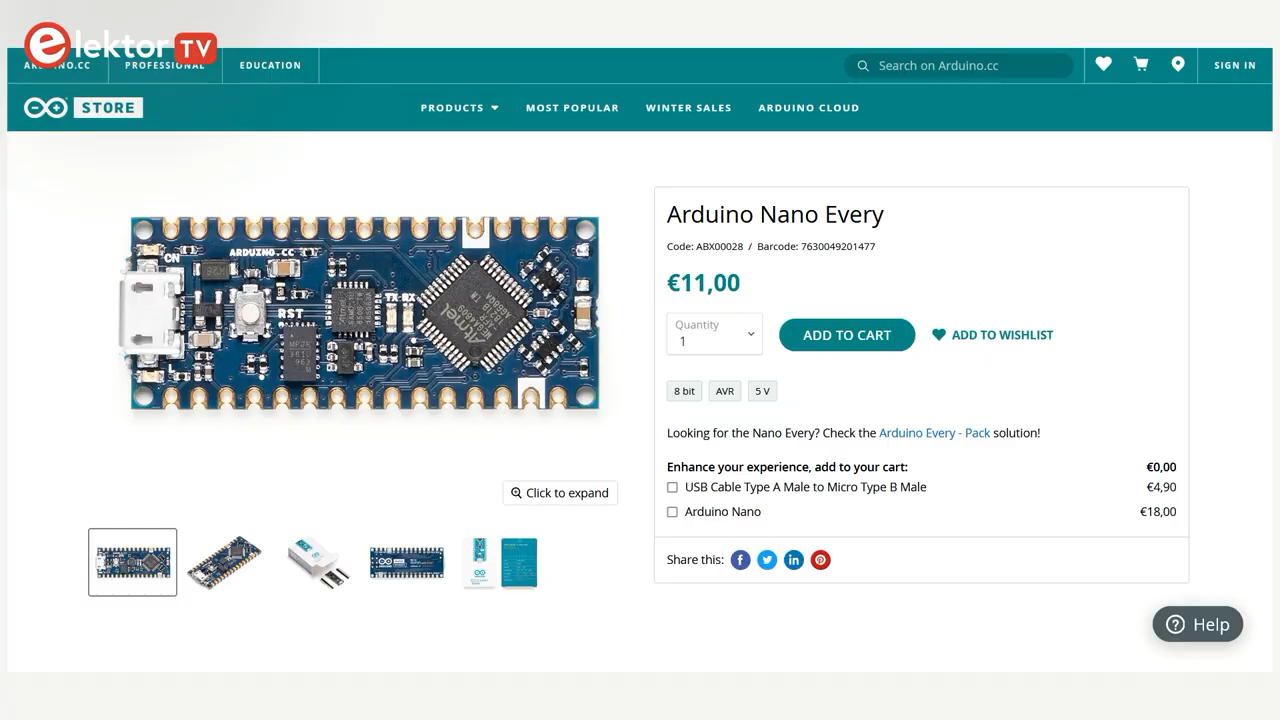 elektor TV
ARDUINO.CC
PROFESSIONAL
EDUCATION
Search on Arduino.cc
SIGN IN
STORE
PRODUCTS
MOST POPULAR
WINTER SALES
ARDUINO CLOUD
ARDUINO.CC
ON
RST
TX RX
L
Atmel
Click to expand
Arduino Nano Every
Code: ABX00028 / Barcode: 7630049201477
€11,00
Quantity
1
ADD TO CART
ADD TO WISHLIST
8 bit
AVR
5 V
Looking for the Nano Every? Check the Arduino Every - Pack solution!
Enhance your experience, add to your cart: €0,00
USB Cable Type A Male to Micro Type B Male €4,90
Arduino Nano €18,00
Share this:
Help